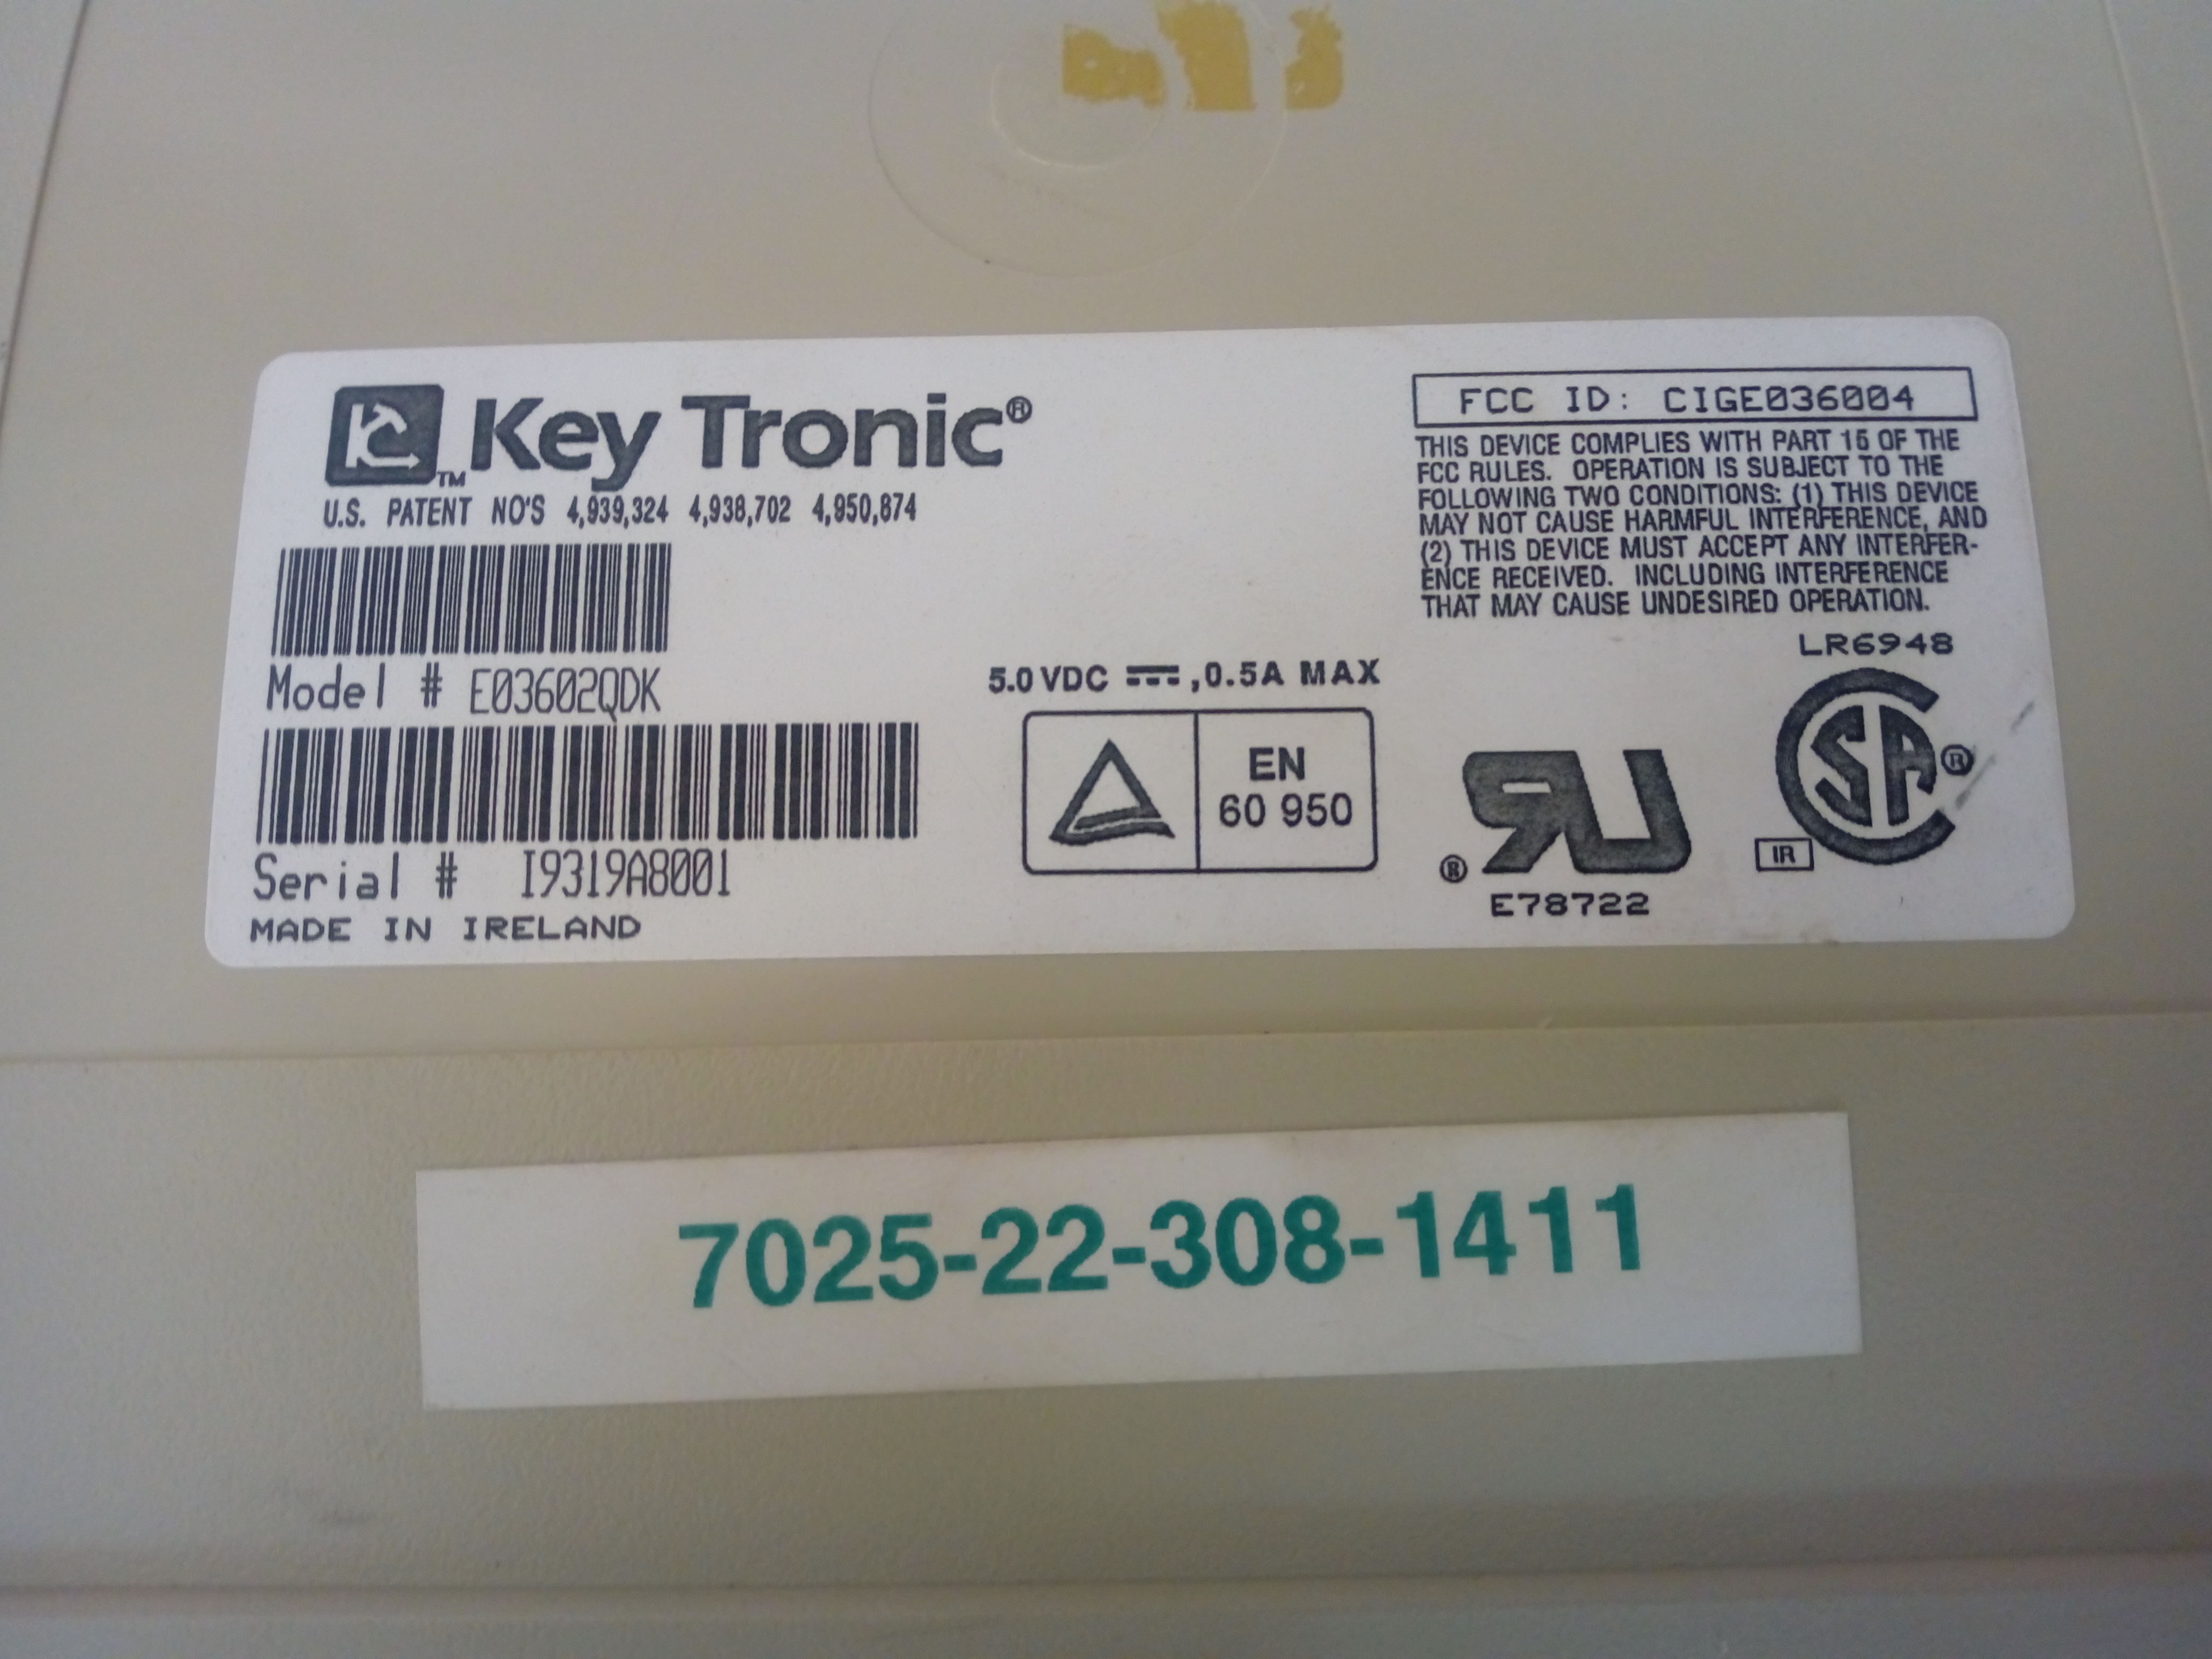 KC™ Key Tronic®
U.S. PATENT NO'S 4,939,324 4,938,702 4,950,874
Model # E03602QDK
Serial # I9319A8001
MADE IN IRELAND
5.0 VDC ⎓, 0.5A MAX
EN
60 950
FCC ID: CIGE036004
THIS DEVICE COMPLIES WITH PART 15 OF THE
FCC RULES. OPERATION IS SUBJECT TO THE
FOLLOWING TWO CONDITIONS: (1) THIS DEVICE
MAY NOT CAUSE HARMFUL INTERFERENCE, AND
(2) THIS DEVICE MUST ACCEPT ANY INTERFER-
ENCE RECEIVED. INCLUDING INTERFERENCE
THAT MAY CAUSE UNDESIRED OPERATION.
LR6948
SA®
IR
RU®
E78722
7025-22-308-1411